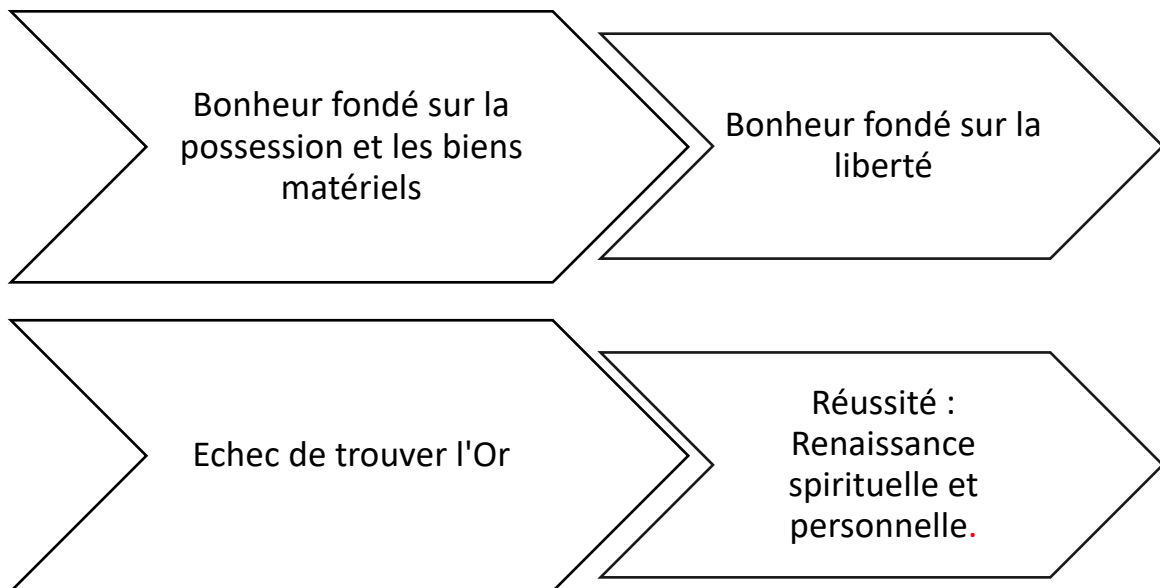 Bonheur fondé sur la
possession et les biens
matériels
Bonheur fondé sur la
liberté
Echec de trouver l'Or
Réussité :
Renaissance
spirituelle et
personnelle.